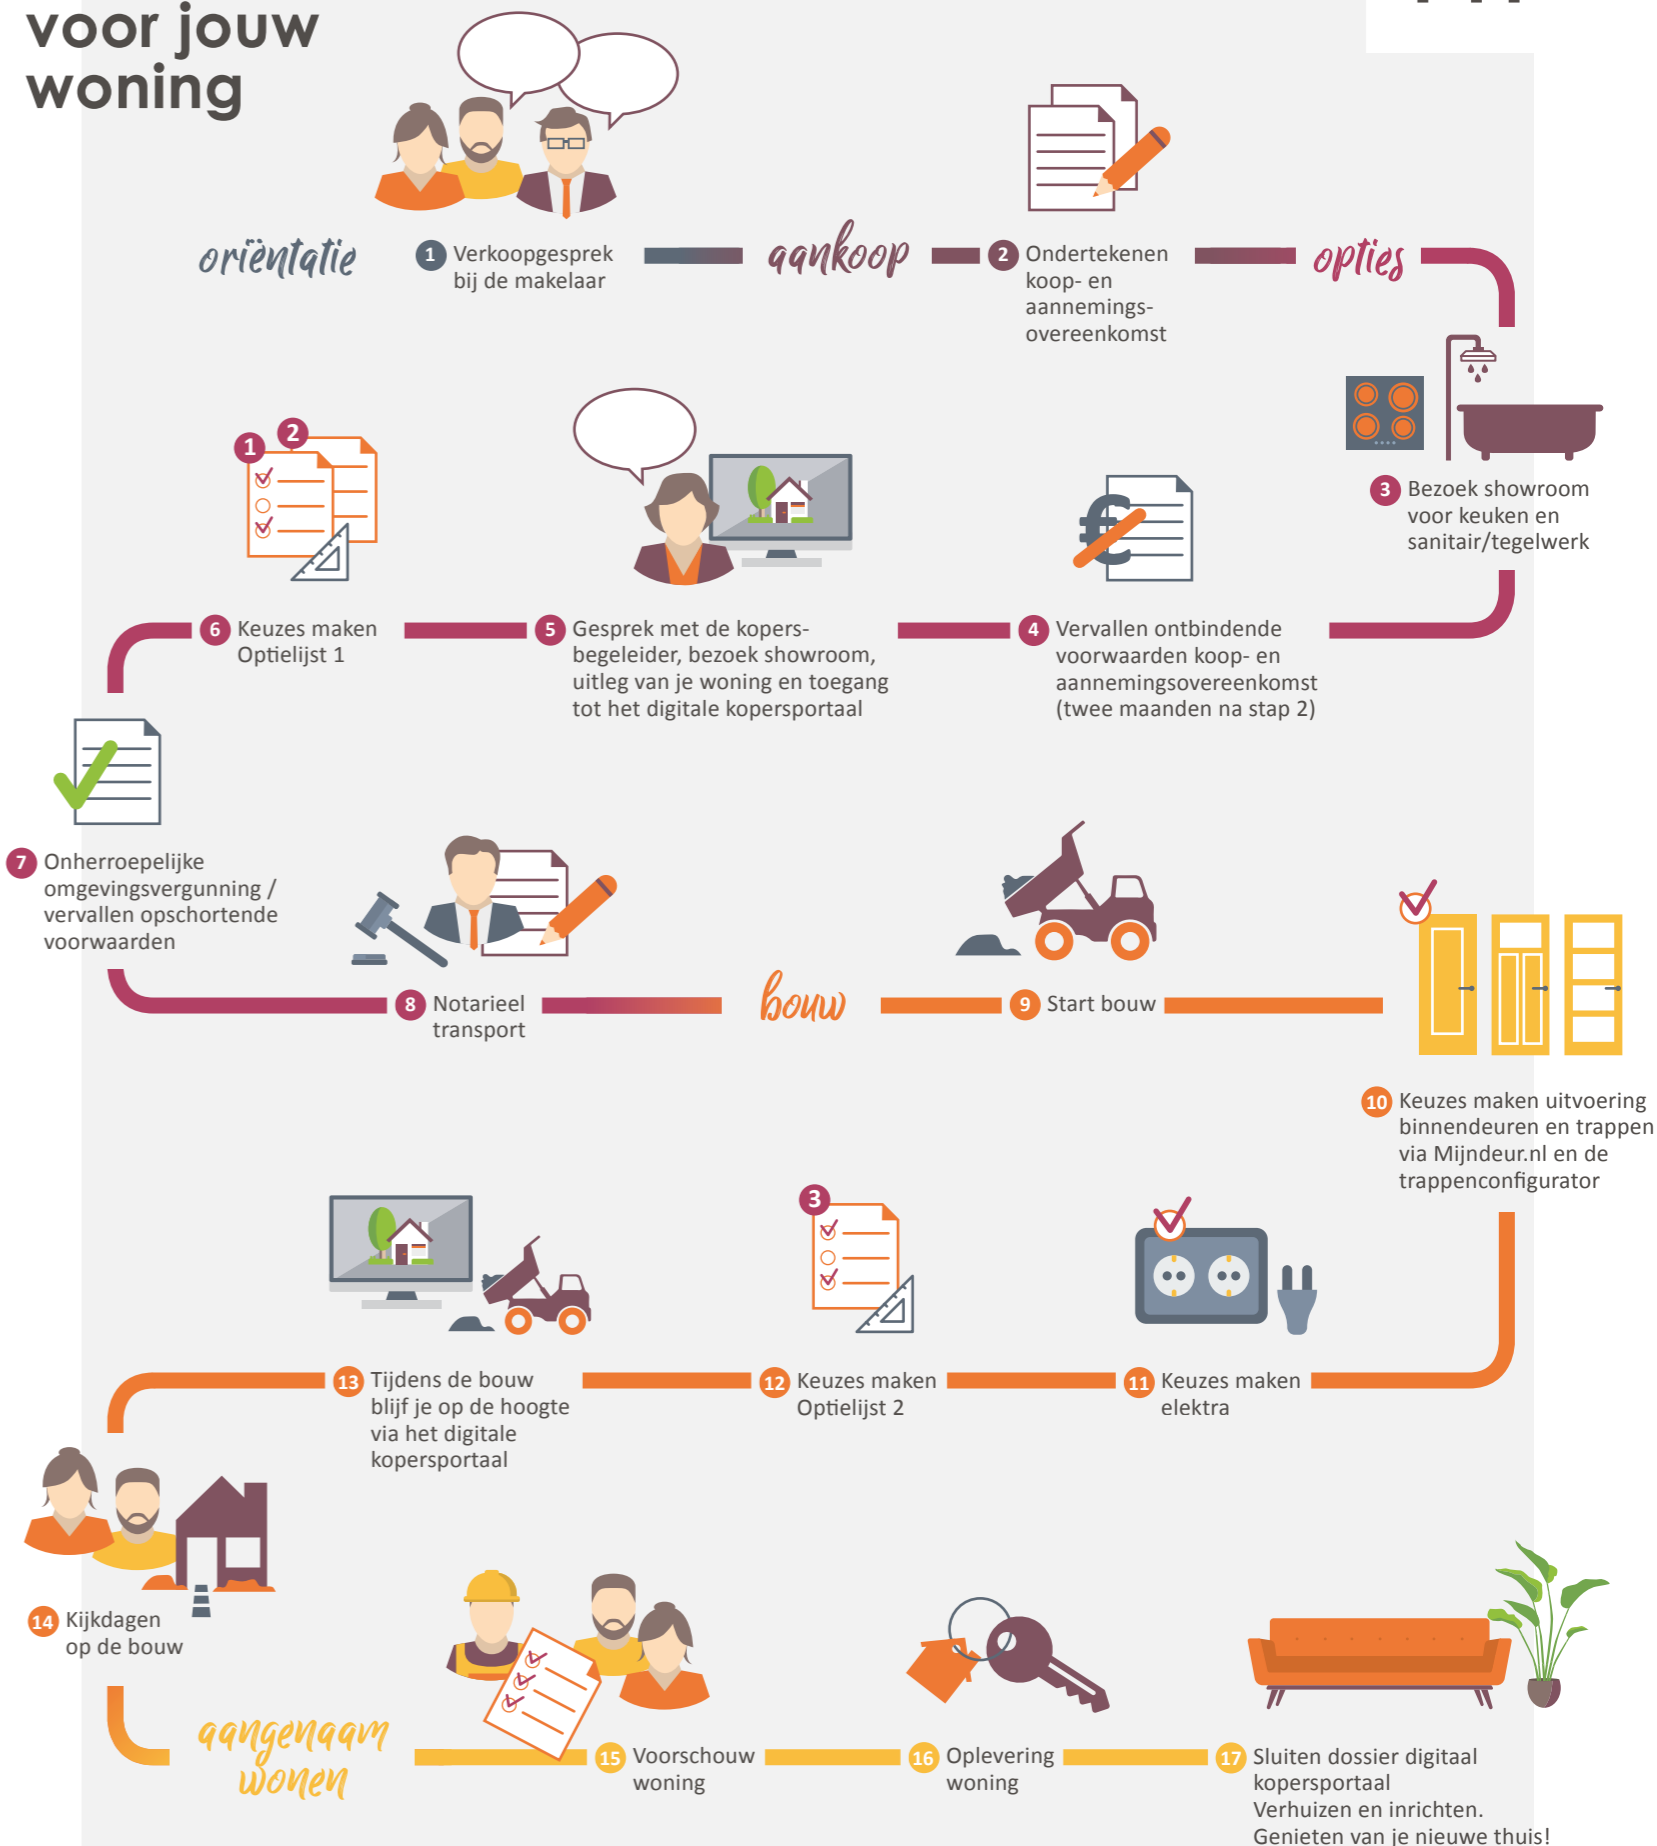 voor jouw
woning
oriëntatie
1 Verkoopgesprek
bij de makelaar
aankoop
2 Ondertekenen
koop- en
aannemings-
overeenkomst
opties
3 Bezoek showroom
voor keuken en
sanitair/tegelwerk
4 Vervallen ontbindende
voorwaarden koop- en
aannemingsovereenkomst
(twee maanden na stap 2)
5 Gesprek met de kopers-
begeleider, bezoek showroom,
uitleg van je woning en toegang
tot het digitale kopersportaal
1 2
6 Keuzes maken
Optielijst 1
7 Onherroepelijke
omgevingsvergunning /
vervallen opschortende
voorwaarden
8 Notarieel
transport
bouw
9 Start bouw
10 Keuzes maken uitvoering
binnendeuren en trappen
via Mijndeur.nl en de
trappenconfigurator
11 Keuzes maken
elektra
3
12 Keuzes maken
Optielijst 2
13 Tijdens de bouw
blijf je op de hoogte
via het digitale
kopersportaal
14 Kijkdagen
op de bouw
aangenaam
wonen
15 Voorschouw
woning
16 Oplevering
woning
17 Sluiten dossier digitaal
kopersportaal
Verhuizen en inrichten.
Genieten van je nieuwe thuis!